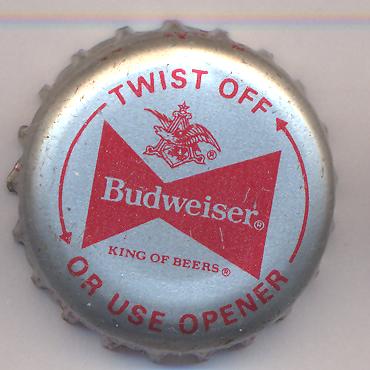 TWIST OFF
®
Budweiser®
KING OF BEERS®
OR USE OPENER